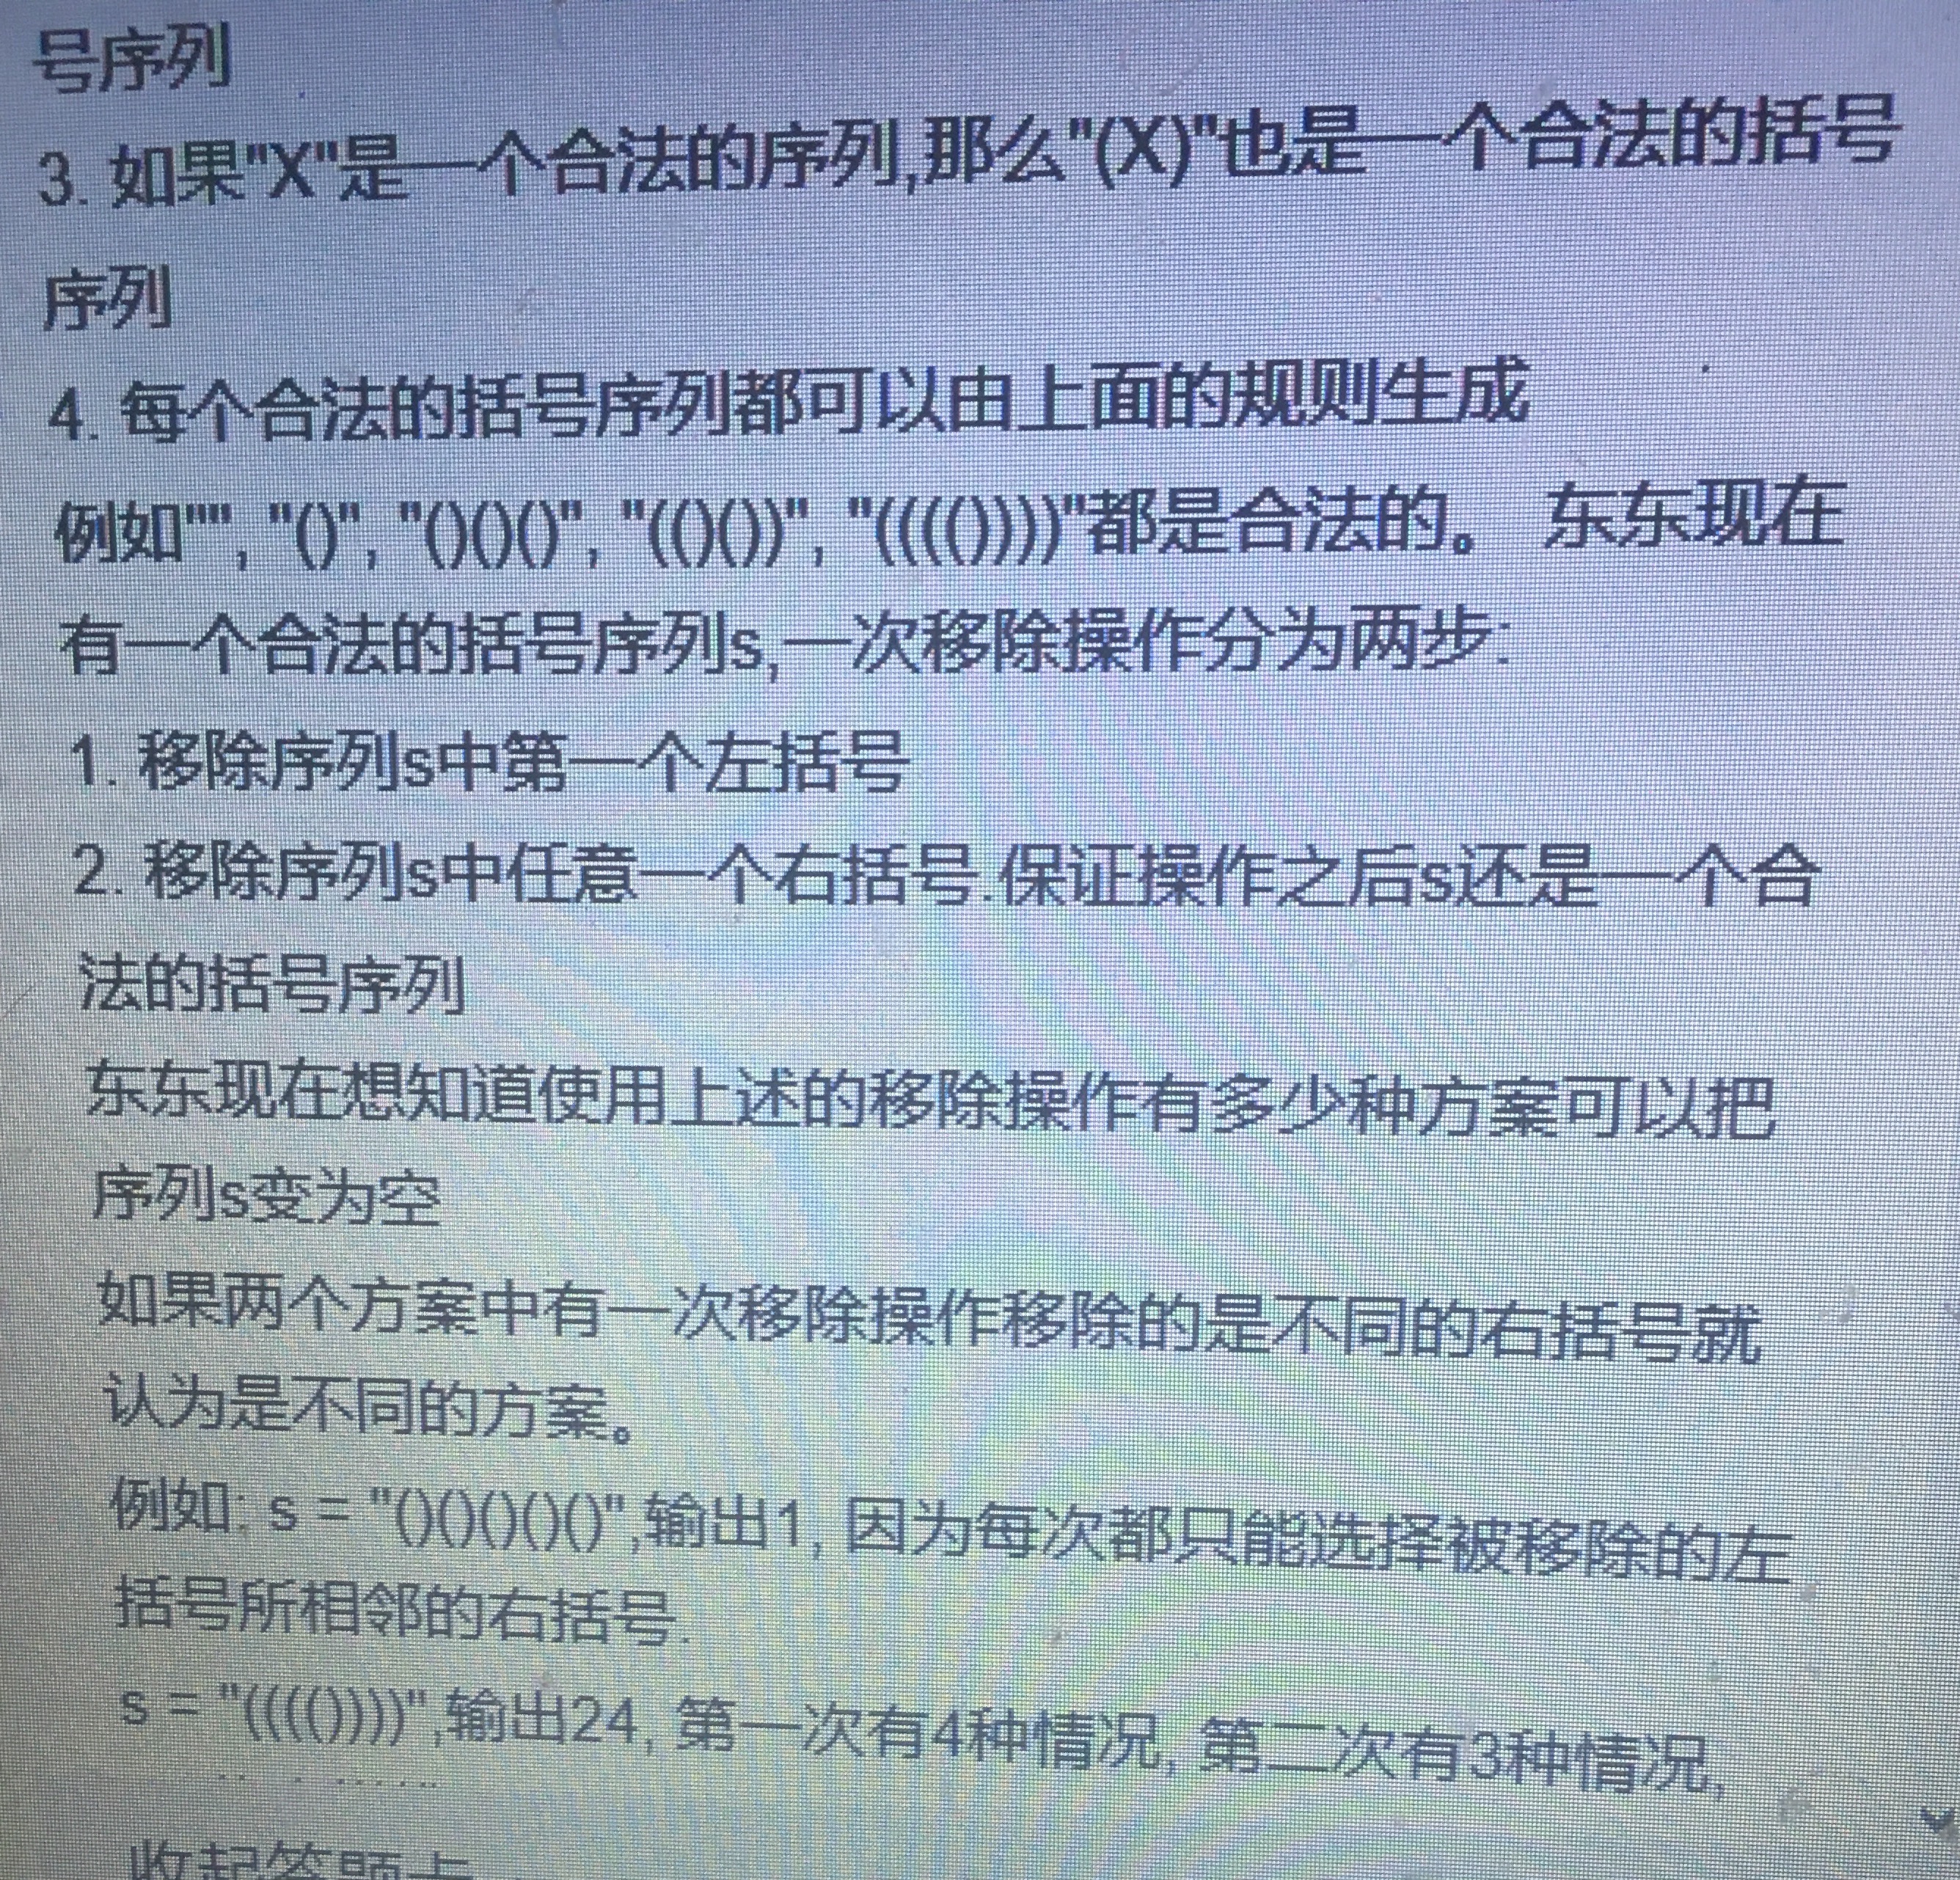 号序列
3. 如果"X"是一个合法的序列,那么"(X)"也是一个合法的括号
序列
4. 每个合法的括号序列都可以由上面的规则生成
例如"", "()", "()()()", "(()())", "(((())))"都是合法的。 东东现在
有一个合法的括号序列s,一次移除操作分为两步:
1. 移除序列s中第一个左括号
2. 移除序列s中任意一个右括号.保证操作之后s还是一个合
法的括号序列
东东现在想知道使用上述的移除操作有多少种方案可以把
序列s变为空
如果两个方案中有一次移除操作移除的是不同的右括号就
认为是不同的方案。
例如: s = "()()()()()",输出1, 因为每次都只能选择被移除的左
括号所相邻的右括号.
s = "(((())))",输出24, 第一次有4种情况, 第二次有3种情况,
收起答题卡